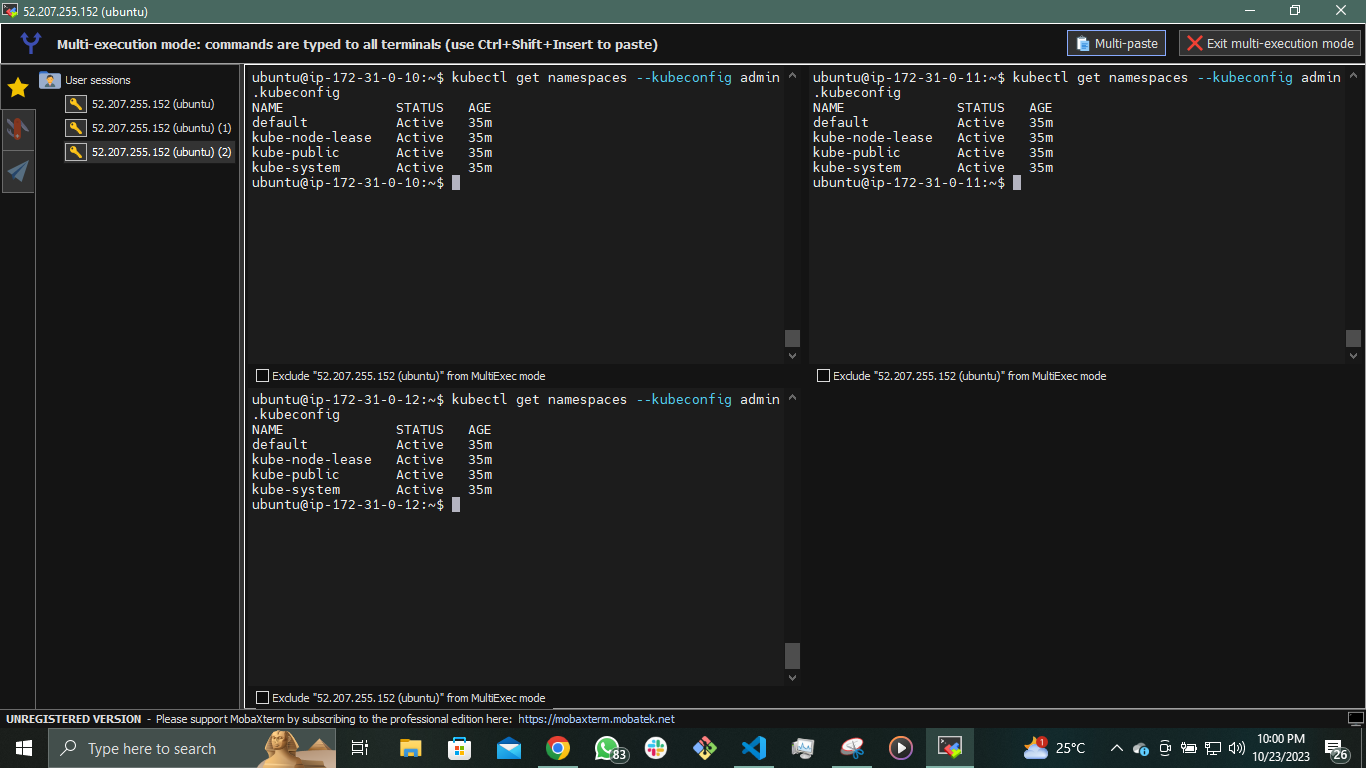 52.207.255.152 (ubuntu)
Multi-execution mode: commands are typed to all terminals (use Ctrl+Shift+Insert to paste)
Multi-paste
Exit multi-execution mode
User sessions
52.207.255.152 (ubuntu)
52.207.255.152 (ubuntu) (1)
52.207.255.152 (ubuntu) (2)
ubuntu@ip-172-31-0-10:~$ kubectl get namespaces --kubeconfig admin
.kubeconfig
NAME STATUS AGE
default Active 35m
kube-node-lease Active 35m
kube-public Active 35m
kube-system Active 35m
ubuntu@ip-172-31-0-10:~$
Exclude "52.207.255.152 (ubuntu)" from MultiExec mode
ubuntu@ip-172-31-0-11:~$ kubectl get namespaces --kubeconfig admin
.kubeconfig
NAME STATUS AGE
default Active 35m
kube-node-lease Active 35m
kube-public Active 35m
kube-system Active 35m
ubuntu@ip-172-31-0-11:~$
Exclude "52.207.255.152 (ubuntu)" from MultiExec mode
ubuntu@ip-172-31-0-12:~$ kubectl get namespaces --kubeconfig admin
.kubeconfig
NAME STATUS AGE
default Active 35m
kube-node-lease Active 35m
kube-public Active 35m
kube-system Active 35m
ubuntu@ip-172-31-0-12:~$
Exclude "52.207.255.152 (ubuntu)" from MultiExec mode
UNREGISTERED VERSION - Please support MobaXterm by subscribing to the professional edition here: https://mobaxterm.mobatek.net
Type here to search
83
1
25°C
10:00 PM
10/23/2023
26